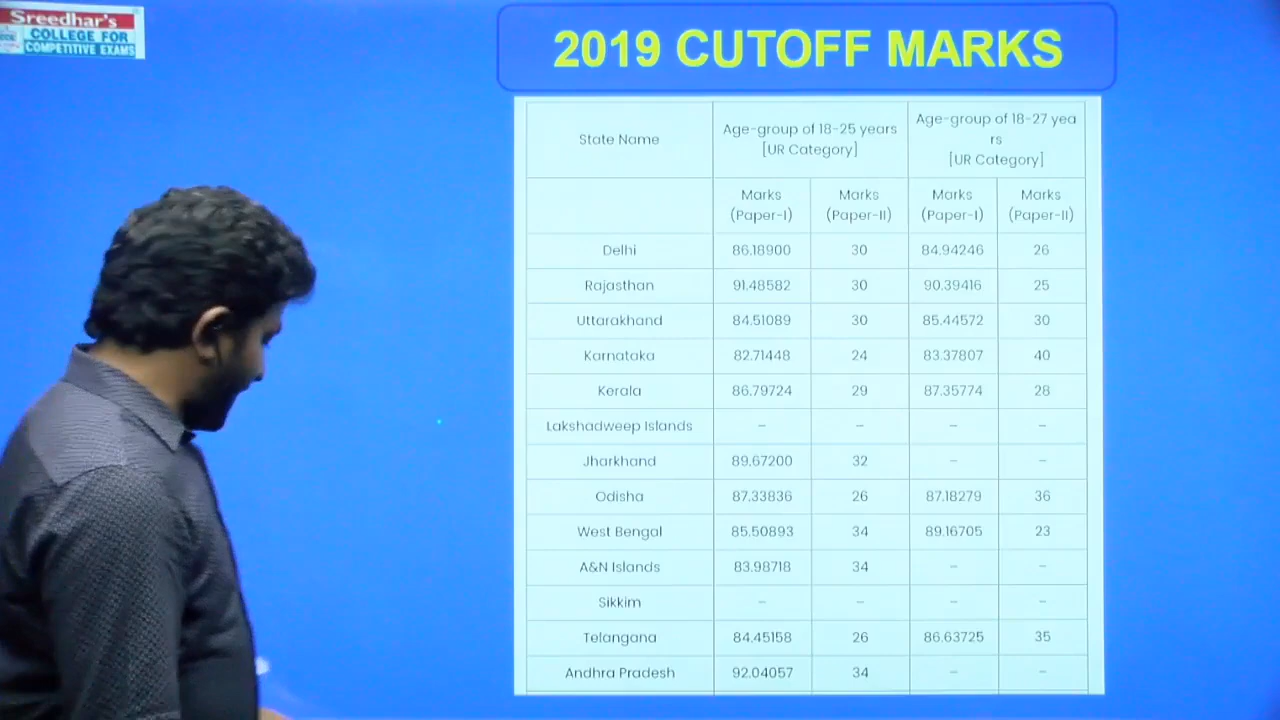 Sreedhar's
COLLEGE FOR
COMPETITIVE EXAMS
2019 CUTOFF MARKS
State Name Age-group of 18-25 years [UR Category] Age-group of 18-27 yea rs [UR Category]
Marks (Paper-I) Marks (Paper-II) Marks (Paper-I) Marks (Paper-II)
Delhi 86.18900 30 84.94246 26
Rajasthan 91.48582 30 90.39416 25
Uttarakhand 84.51089 30 85.44572 30
Karnataka 82.71448 24 83.37807 40
Kerala 86.79724 29 87.35774 28
Lakshadweep Islands - - - -
Jharkhand 89.67200 32 - -
Odisha 87.33836 26 87.18279 36
West Bengal 85.50893 34 89.16705 23
A&N Islands 83.98718 34 - -
Sikkim - - - -
Telangana 84.45158 26 86.63725 35
Andhra Pradesh 92.04057 34 - -